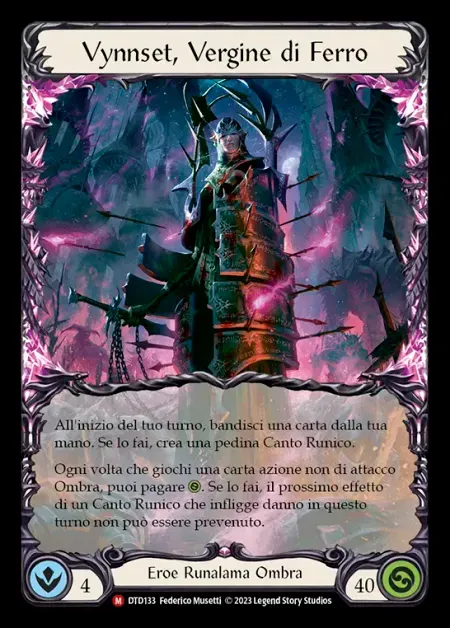 Vynnset, Vergine di Ferro
All'inizio del tuo turno, bandisci una carta dalla tua
mano. Se lo fai, crea una pedina Canto Runico.
Ogni volta che giochi una carta azione non di attacco
Ombra, puoi pagare . Se lo fai, il prossimo effetto
di un Canto Runico che infligge danno in questo
turno non può essere prevenuto.
4
Eroe Runalama Ombra
40
M DTD133 Federico Musetti © 2023 Legend Story Studios